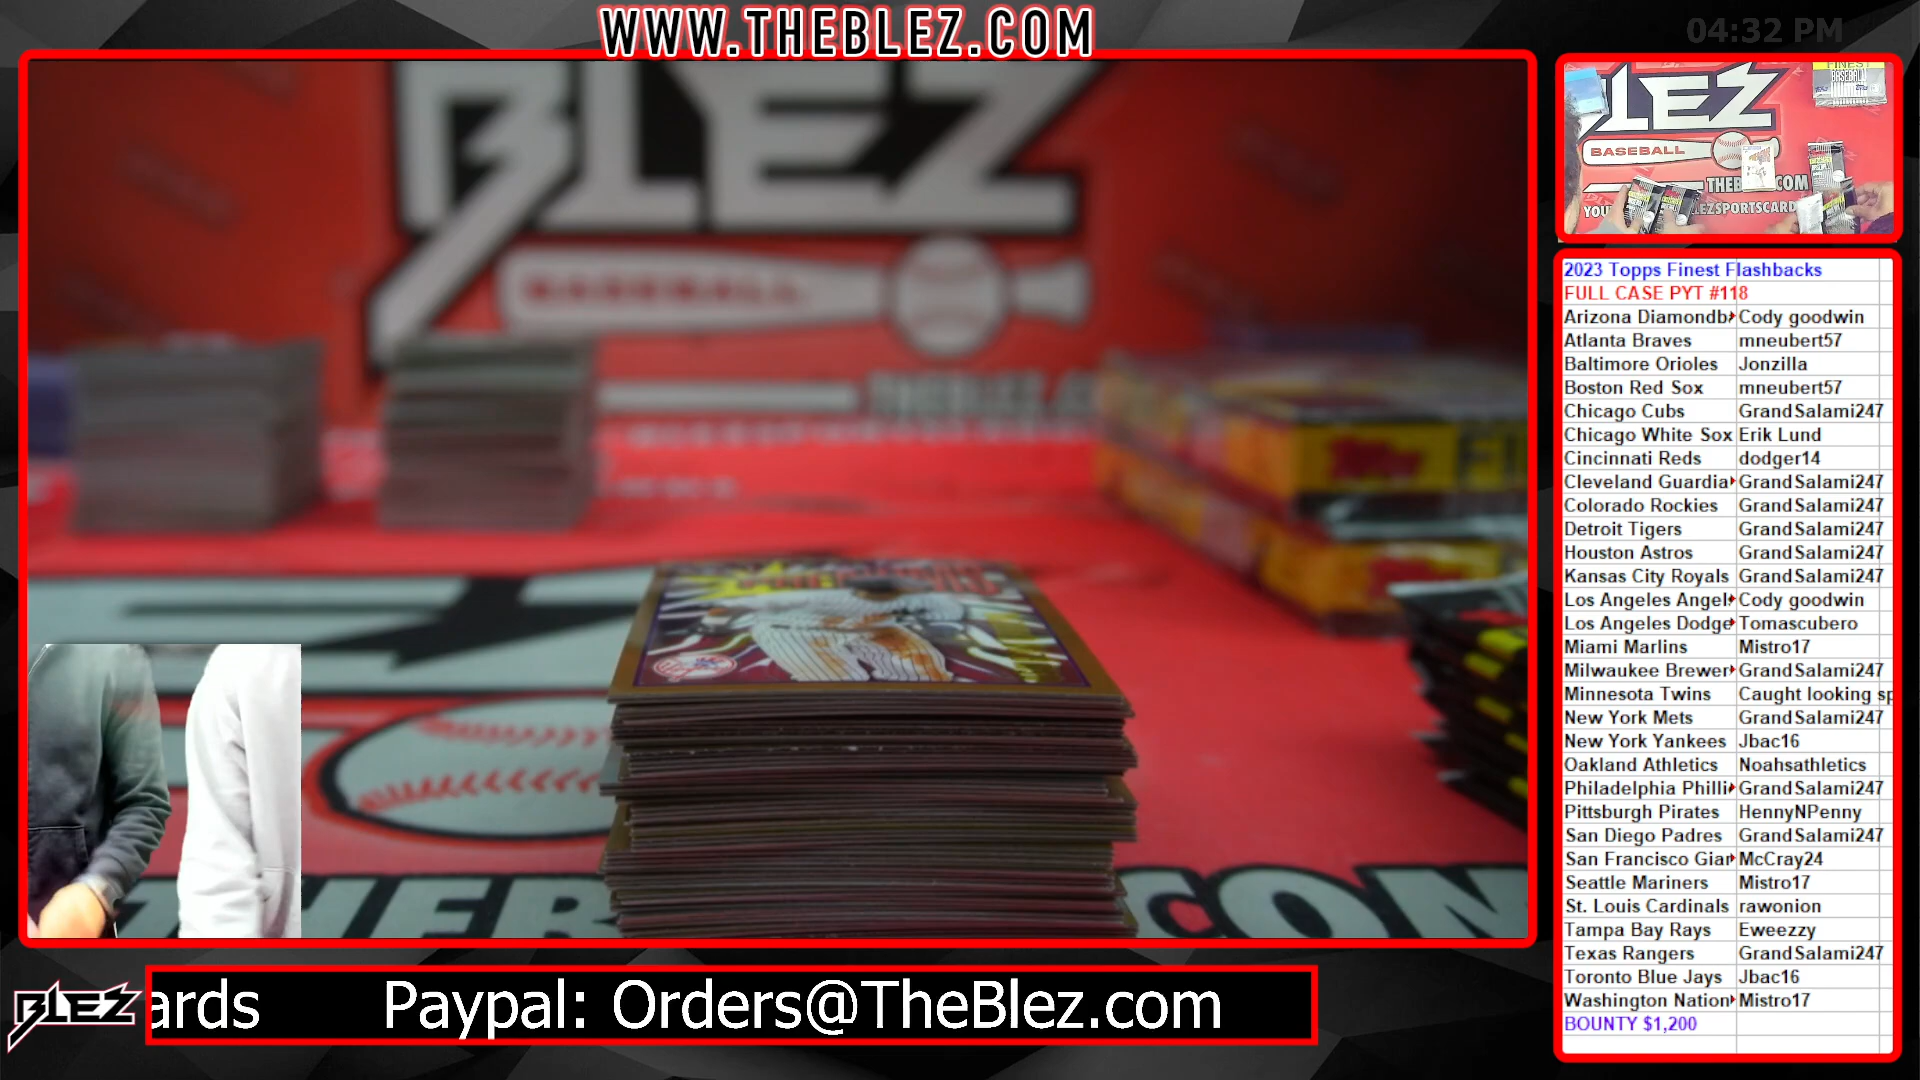 WWW.THEBLEZ.COM
04:32 PM
BLEZ
BASEBALL
BLEZ
BASEBALL
THEBLEZ.COM
2023 Topps Finest Flashbacks
FULL CASE PYT #118
Arizona Diamondb Cody goodwin
Atlanta Braves mneubert57
Baltimore Orioles Jonzilla
Boston Red Sox mneubert57
Chicago Cubs GrandSalami247
Chicago White Sox Erik Lund
Cincinnati Reds dodger14
Cleveland Guardia GrandSalami247
Colorado Rockies GrandSalami247
Detroit Tigers GrandSalami247
Houston Astros GrandSalami247
Kansas City Royals GrandSalami247
Los Angeles Angel Cody goodwin
Los Angeles Dodge Tomascubero
Miami Marlins Mistro17
Milwaukee Brewer GrandSalami247
Minnesota Twins Caught looking sp
New York Mets GrandSalami247
New York Yankees Jbac16
Oakland Athletics Noahsathletics
Philadelphia Philli GrandSalami247
Pittsburgh Pirates HennyNPenny
San Diego Padres GrandSalami247
San Francisco Gian McCray24
Seattle Mariners Mistro17
St. Louis Cardinals rawonion
Tampa Bay Rays Eweezzy
Texas Rangers GrandSalami247
Toronto Blue Jays Jbac16
Washington Nation Mistro17
BOUNTY $1,200
BLEZ
ards Paypal: Orders@TheBlez.com